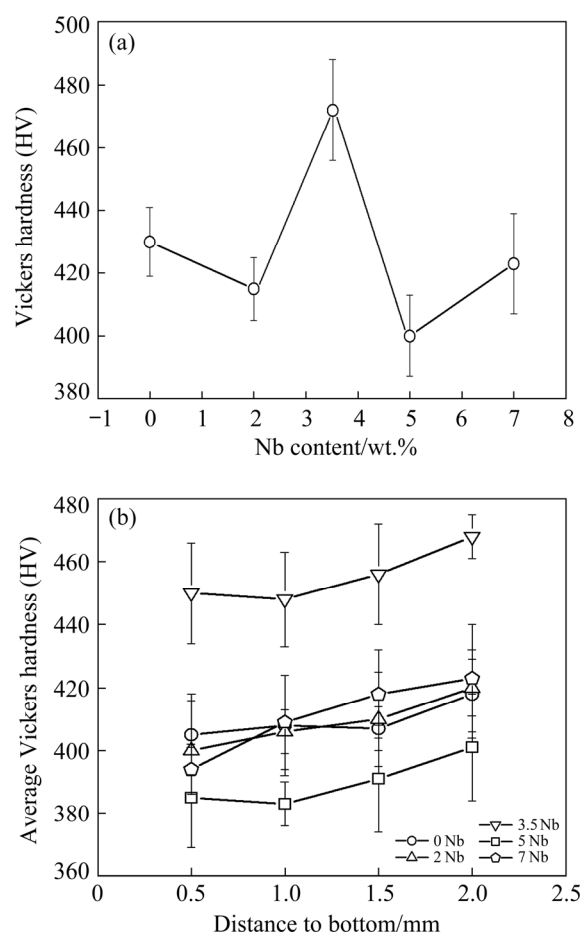 (a)
500
480
460
440
420
400
380
−1 0 1 2 3 4 5 6 7 8
Vickers hardness (HV)
Nb content/wt.%
(b)
480
460
440
420
400
380
360
0 0.5 1.0 1.5 2.0 2.5
Average Vickers hardness (HV)
3.5 Nb
0 Nb 5 Nb
2 Nb 7 Nb
Distance to bottom/mm